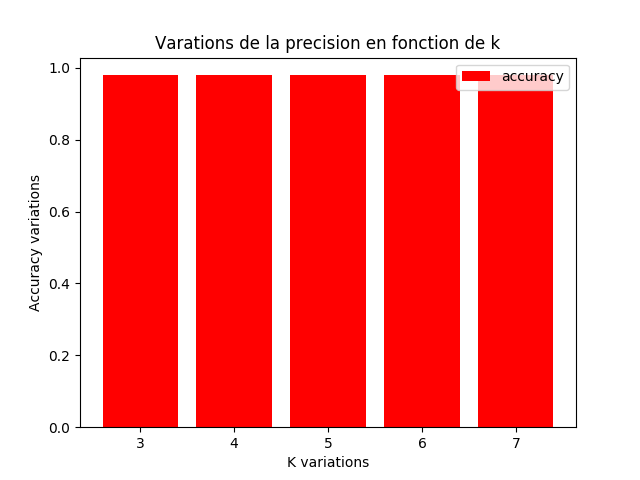 Varations de la precision en fonction de k
accuracy
1.0
0.8
0.6
0.4
0.2
0.0
Accuracy variations
3 4 5 6 7
K variations